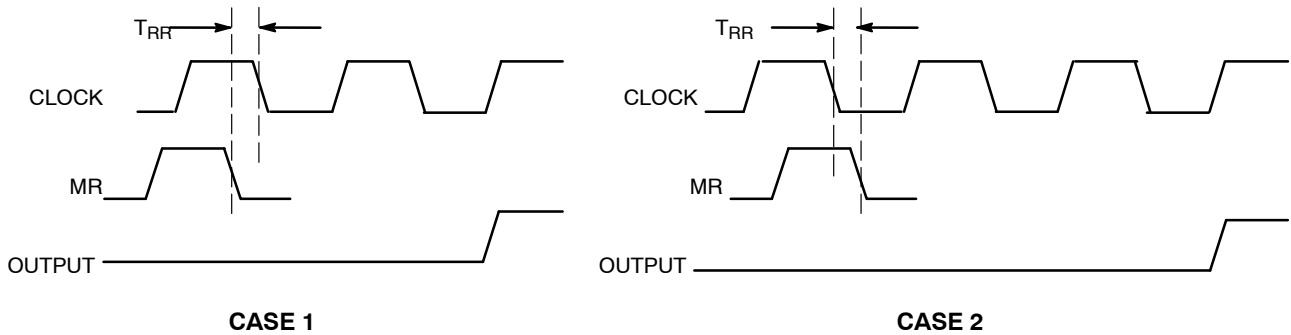 TRR
CLOCK
MR
OUTPUT
CASE 1
TRR
CLOCK
MR
OUTPUT
CASE 2